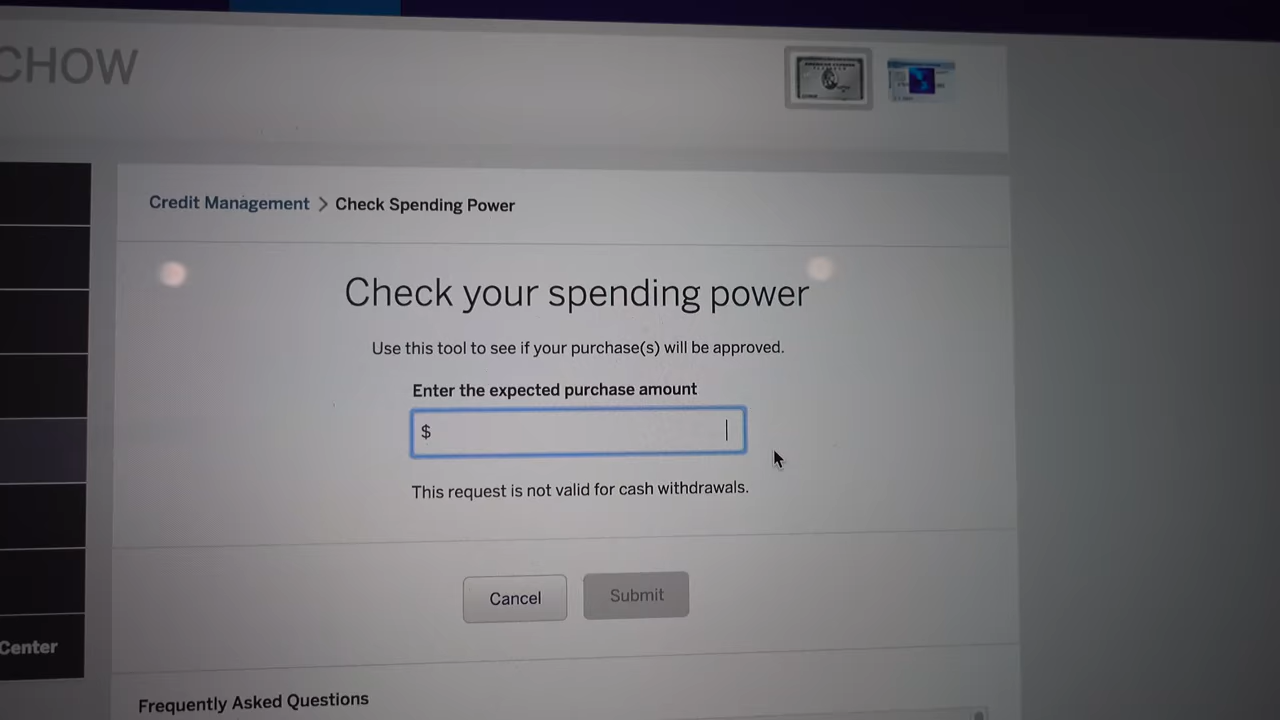 CHOW
Credit Management > Check Spending Power
Check your spending power
Use this tool to see if your purchase(s) will be approved.
Enter the expected purchase amount
$
This request is not valid for cash withdrawals.
Cancel
Submit
Center
Frequently Asked Questions